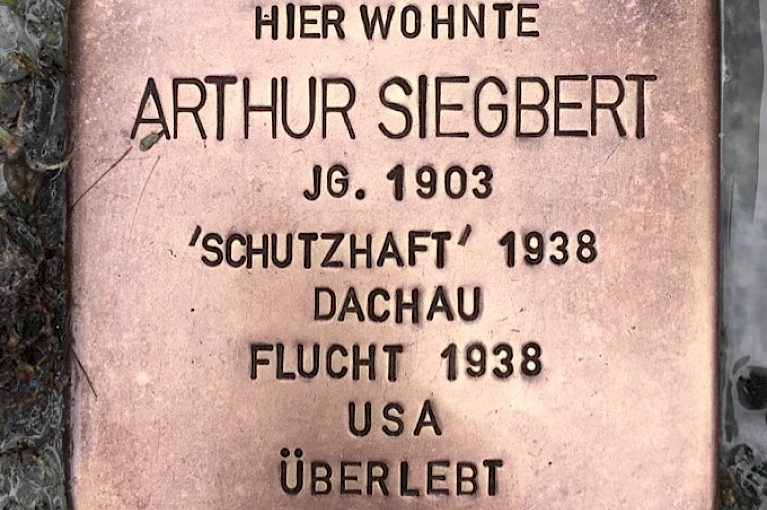 HIER WOHNTE
ARTHUR SIEGBERT
JG. 1903
'SCHUTZHAFT' 1938
DACHAU
FLUCHT 1938
USA
ÜBERLEBT